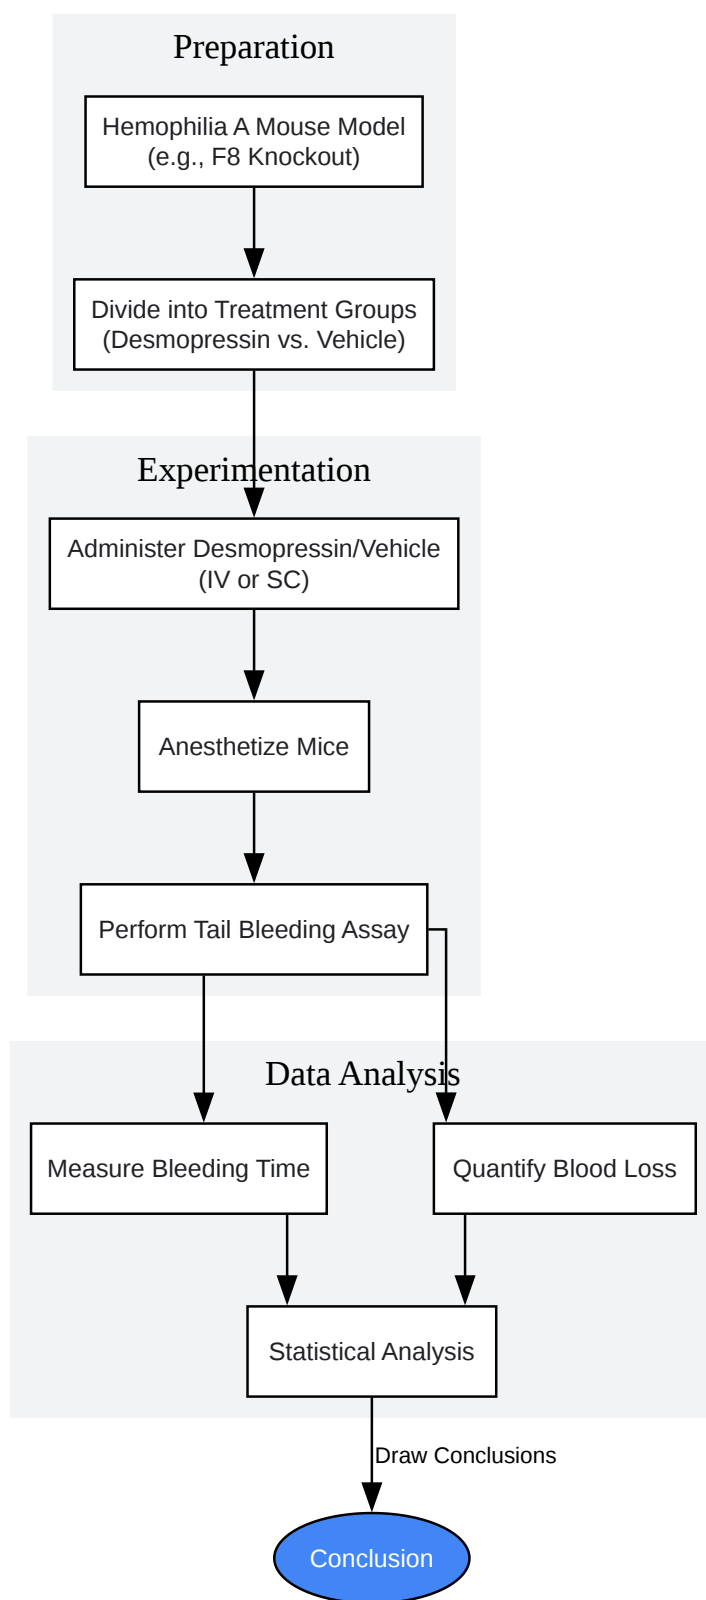 Preparation
Hemophilia A Mouse Model
(e.g., F8 Knockout)
Divide into Treatment Groups
(Desmopressin vs. Vehicle)
Experimentation
Administer Desmopressin/Vehicle
(IV or SC)
Anesthetize Mice
Perform Tail Bleeding Assay
Data Analysis
Measure Bleeding Time
Quantify Blood Loss
Statistical Analysis
Draw Conclusions
Conclusion